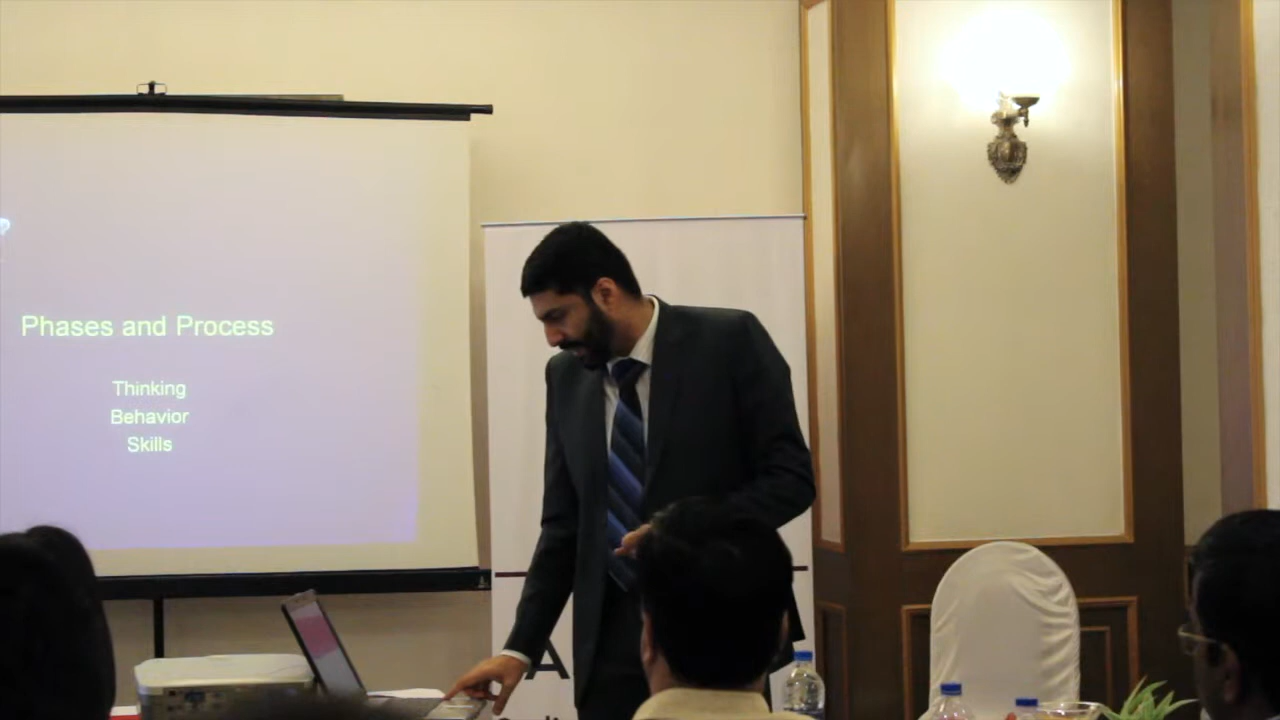 Phases and Process
Thinking
Behavior
Skills
A